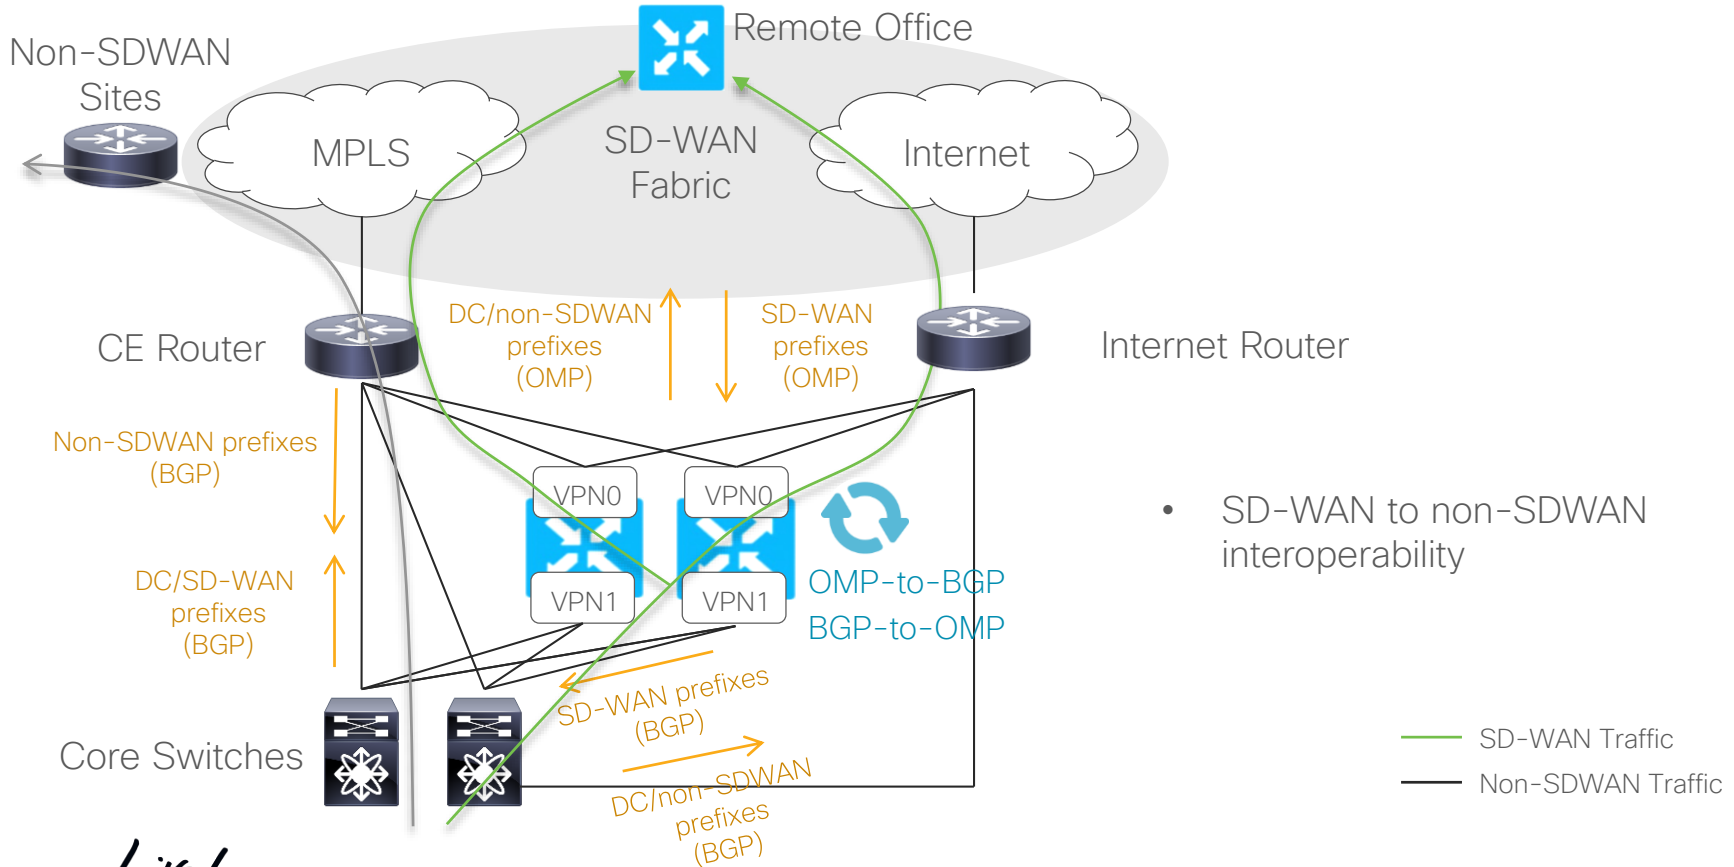 Remote Office
Non-SDWAN
Sites
MPLS
SD-WAN
Fabric
Internet
CE Router
DC/non-SDWAN
prefixes
(OMP)
SD-WAN
prefixes
(OMP)
Internet Router
Non-SDWAN prefixes
(BGP)
VPN0
VPN0
• SD-WAN to non-SDWAN
interoperability
DC/SD-WAN
prefixes
(BGP)
VPN1
VPN1
OMP-to-BGP
BGP-to-OMP
SD-WAN prefixes
(BGP)
Core Switches
DC/non-SDWAN
prefixes
(BGP)
SD-WAN Traffic
Non-SDWAN Traffic